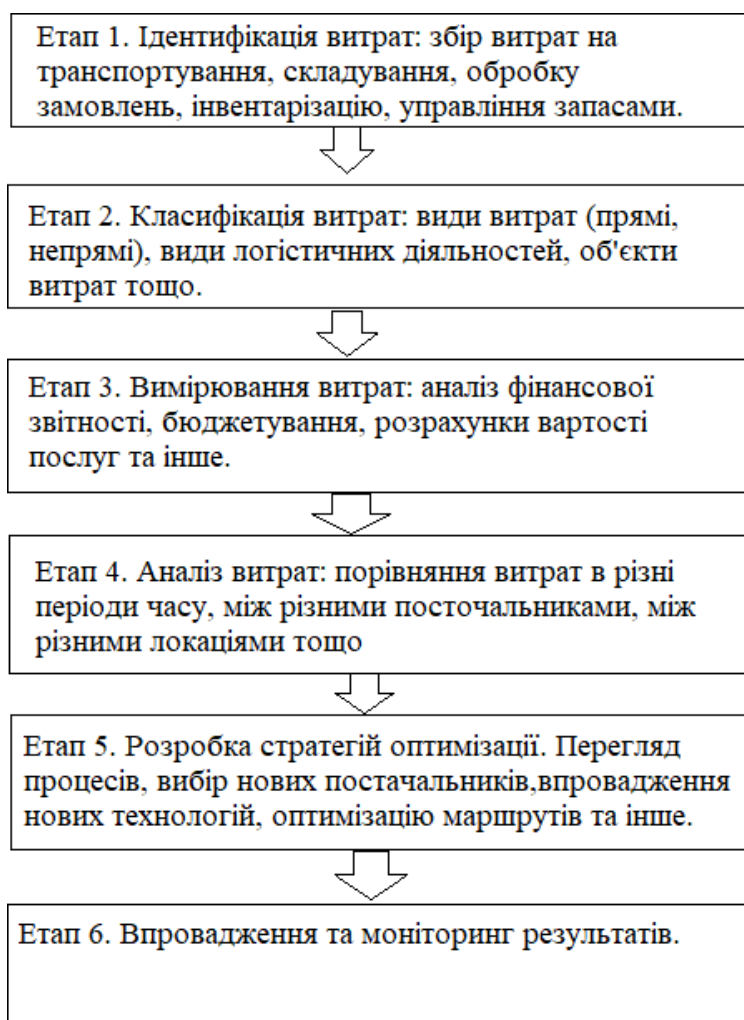 Етап 1. Ідентифікація витрат: збір витрат на
транспортування, складування, обробку
замовлень, інвентарізацію, управління запасами.
Етап 2. Класифікація витрат: види витрат (прямі,
непрямі), види логістичних діяльностей, об'єкти
витрат тощо.
Етап 3. Вимірювання витрат: аналіз фінансової
звітності, бюджетування, розрахунки вартості
послуг та інше.
Етап 4. Аналіз витрат: порівняння витрат в різні
періоди часу, між різними посточальниками, між
різними локаціями тощо
Етап 5. Розробка стратегій оптимізації. Перегляд
процесів, вибір нових постачальників,впровадження
нових технологій, оптимізацію маршрутів та інше.
Етап 6. Впровадження та моніторинг результатів.